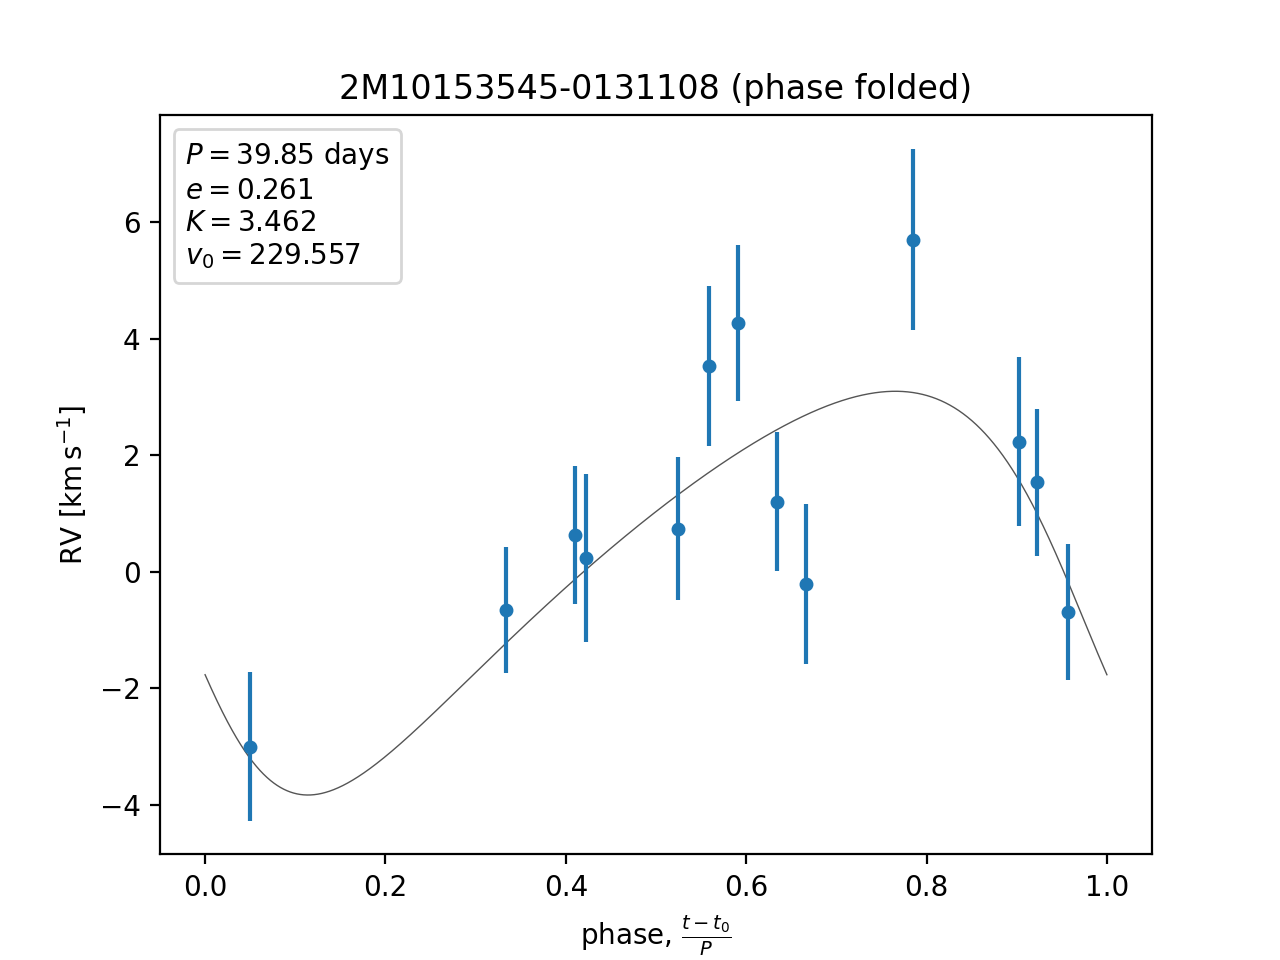 2M10153545-0131108 (phase folded)
P = 39.85 days
e = 0.261
K = 3.462
v₀ = 229.557
6
4
2
0
−2
−4
RV [km s⁻¹]
0.0 0.2 0.4 0.6 0.8 1.0
phase, (t − t₀)/P